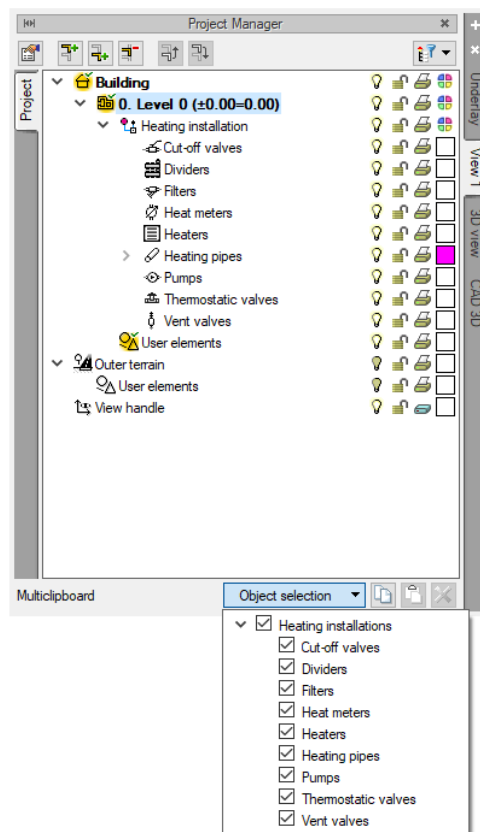 Project Manager
Project
Building
0. Level 0 (±0.00=0.00)
Heating installation
Cut-off valves
Dividers
Filters
Heat meters
Heaters
Heating pipes
Pumps
Thermostatic valves
Vent valves
User elements
Outer terrain
User elements
View handle
Underlay
View 1
3D view
CAD 3D
Multiclipboard
Object selection
Heating installations
Cut-off valves
Dividers
Filters
Heat meters
Heaters
Heating pipes
Pumps
Thermostatic valves
Vent valves